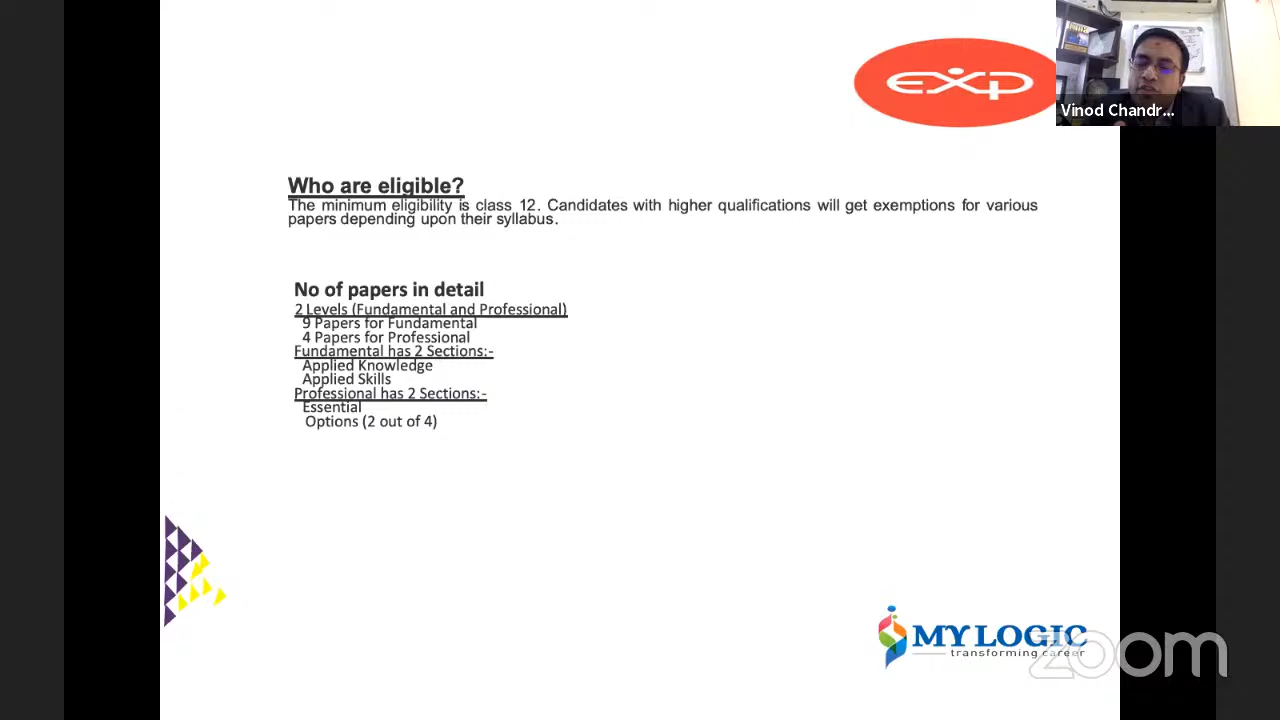 exp
Vinod Chandr...
Who are eligible?
The minimum eligibility is class 12. Candidates with higher qualifications will get exemptions for various
papers depending upon their syllabus.
No of papers in detail
2 Levels (Fundamental and Professional)
9 Papers for Fundamental
4 Papers for Professional
Fundamental has 2 Sections:-
Applied Knowledge
Applied Skills
Professional has 2 Sections:-
Essential
Options (2 out of 4)
MY LOGIC
transforming career
zoom